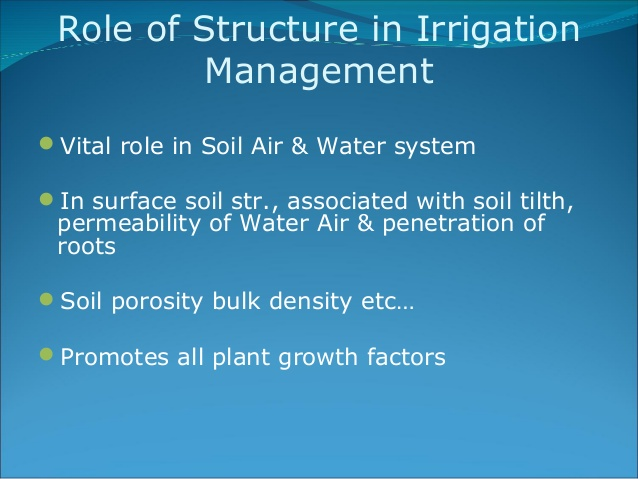 Role of Structure in Irrigation
Management
Vital role in Soil Air & Water system
In surface soil str., associated with soil tilth,
permeability of Water Air & penetration of
roots
Soil porosity bulk density etc…
Promotes all plant growth factors